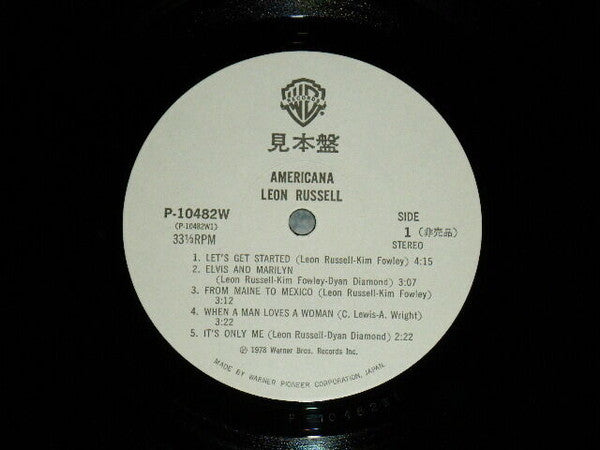 WB RECORDS
見本盤
AMERICANA
LEON RUSSELL
P-10482W
(P-10482W1)
33⅓RPM
SIDE
1 (非売品)
STEREO
1. LET'S GET STARTED (Leon Russell-Kim Fowley) 4:15
2. ELVIS AND MARILYN
(Leon Russell-Kim Fowley-Dyan Diamond) 3:07
3. FROM MAINE TO MEXICO (Leon Russell-Kim Fowley)
3:12
4. WHEN A MAN LOVES A WOMAN (C. Lewis-A. Wright)
3:22
5. IT'S ONLY ME (Leon Russell-Dyan Diamond) 2:22
℗ 1978 Warner Bros. Records Inc.
MADE BY WARNER PIONEER CORPORATION, JAPAN.